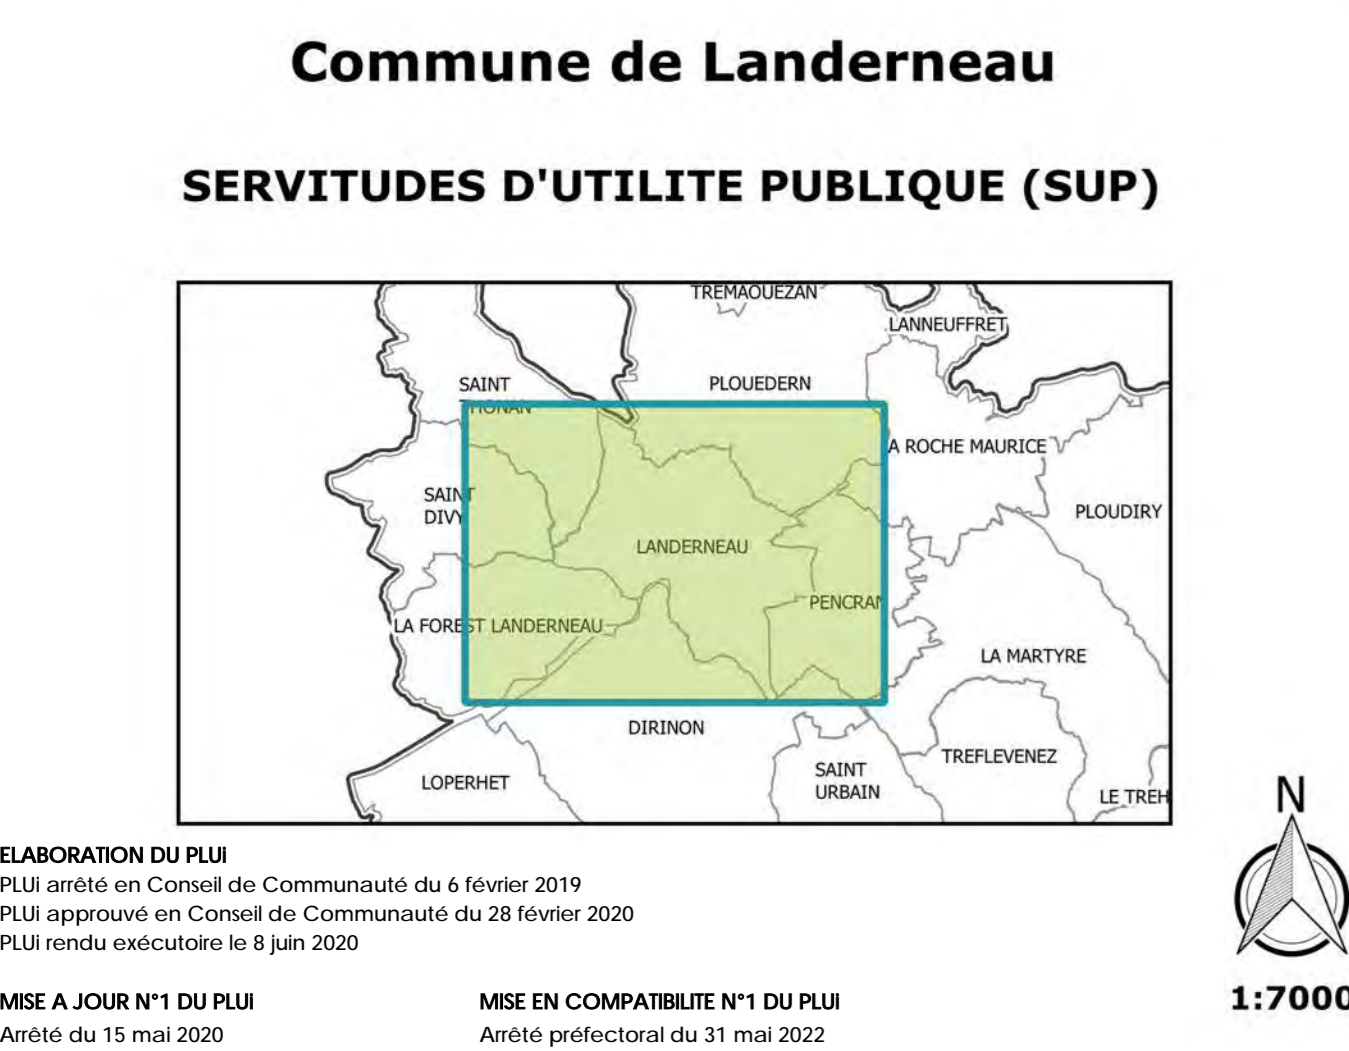 Commune de Landerneau
SERVITUDES D'UTILITE PUBLIQUE (SUP)
TREMAOUEZAN
LANNEUFFRET
SAINT
THONAN
PLOUEDERN
A ROCHE MAURICE
SAINT
DIVY
PLOUDIRY
LANDERNEAU
PENCRAN
LA FOREST LANDERNEAU
LA MARTYRE
DIRINON
TREFLEVENEZ
SAINT
URBAIN
LOPERHET
LE TREH
N
1:7000
ELABORATION DU PLUi
PLUi arrêté en Conseil de Communauté du 6 février 2019
PLUi approuvé en Conseil de Communauté du 28 février 2020
PLUi rendu exécutoire le 8 juin 2020
MISE A JOUR N°1 DU PLUi
Arrêté du 15 mai 2020
MISE EN COMPATIBILITE N°1 DU PLUi
Arrêté préfectoral du 31 mai 2022